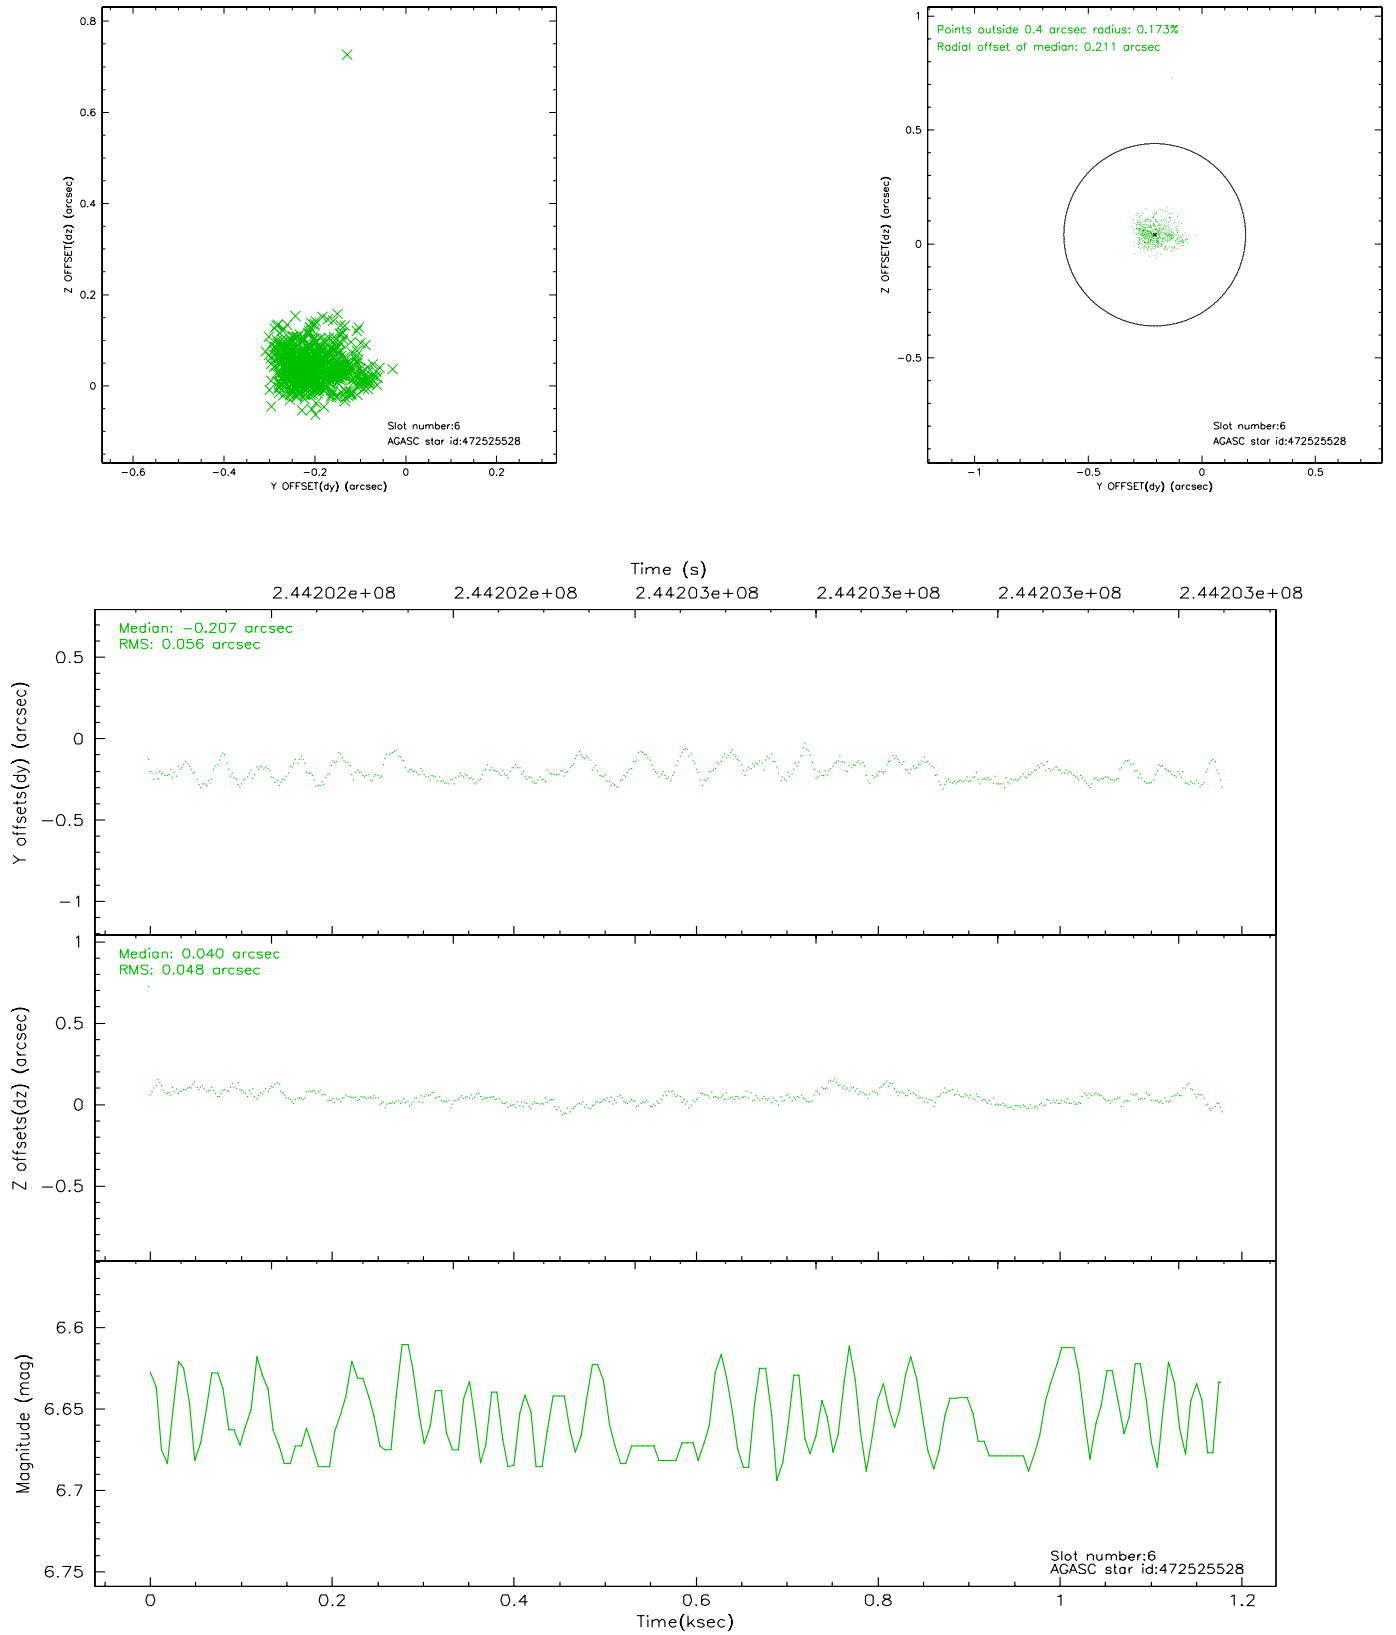 0.8
0.6
0.4
0.2
0
Z OFFSET(dz) (arcsec)
Slot number:6
AGASC star id:472525528
−0.6 −0.4 −0.2 0 0.2
Y OFFSET(dy) (arcsec)
1
0.5
0
−0.5
Z OFFSET(dz) (arcsec)
Points outside 0.4 arcsec radius: 0.173%
Radial offset of median: 0.211 arcsec
Slot number:6
AGASC star id:472525528
−1 −0.5 0 0.5
Y OFFSET(dy) (arcsec)
Time (s)
2.44202e+08 2.44202e+08 2.44203e+08 2.44203e+08 2.44203e+08 2.44203e+08
Median: −0.207 arcsec
RMS: 0.056 arcsec
0.5
0
−0.5
−1
Y offsets(dy) (arcsec)
Median: 0.040 arcsec
RMS: 0.048 arcsec
1
0.5
0
−0.5
Z offsets(dz) (arcsec)
6.6
6.65
6.7
6.75
Magnitude (mag)
Slot number:6
AGASC star id:472525528
0 0.2 0.4 0.6 0.8 1 1.2
Time(ksec)